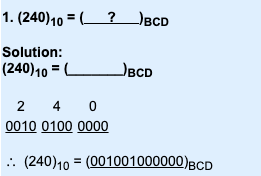 1. (240)₁₀ = (___?___)BCD
Solution:
(240)₁₀ = (_______)BCD
2 4 0
0010 0100 0000
∴ (240)₁₀ = (001001000000)BCD